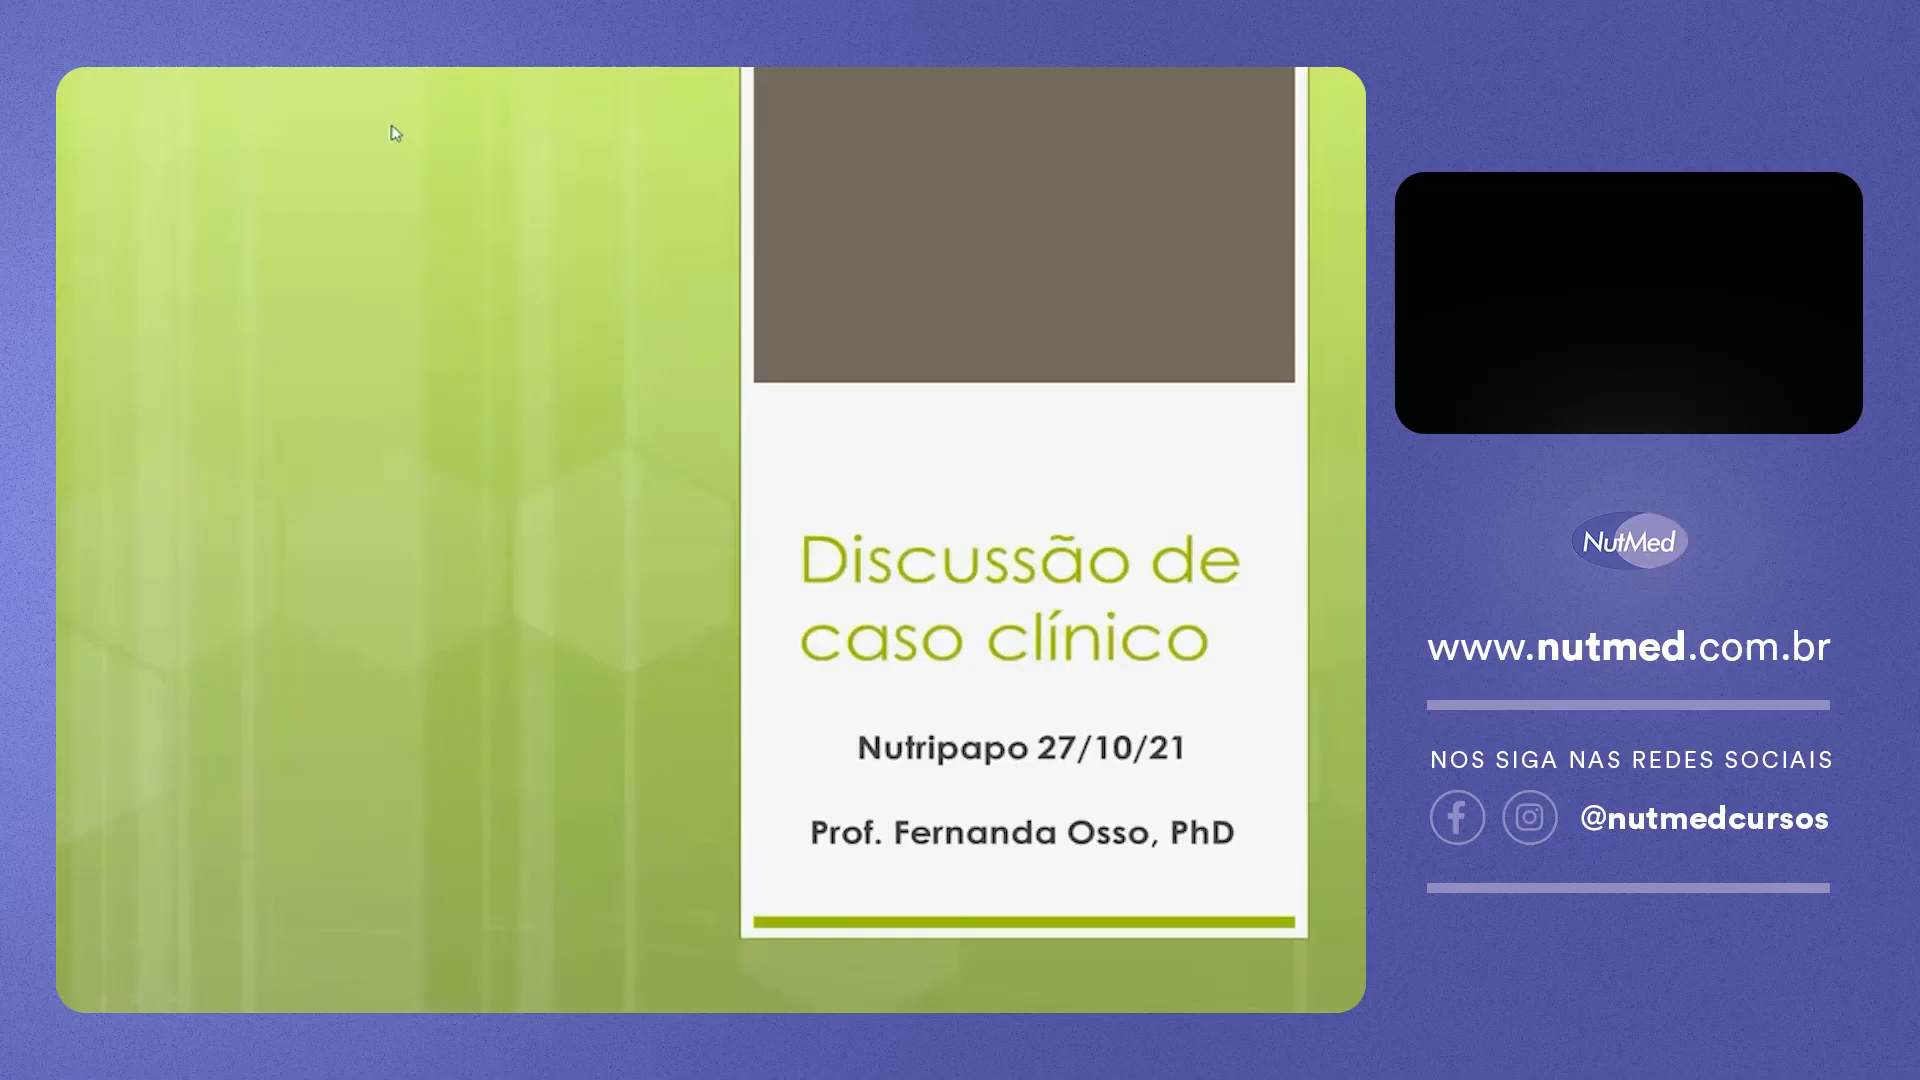 Discussão de
caso clínico
Nutripapo 27/10/21
Prof. Fernanda Osso, PhD
NutMed
www.nutmed.com.br
NOS SIGA NAS REDES SOCIAIS
@nutmedcursos